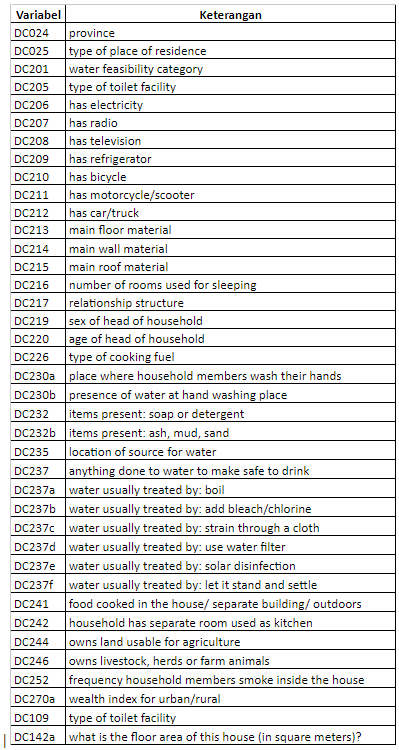 Variabel Keterangan
DC024 province
DC025 type of place of residence
DC201 water feasibility category
DC205 type of toilet facility
DC206 has electricity
DC207 has radio
DC208 has television
DC209 has refrigerator
DC210 has bicycle
DC211 has motorcycle/scooter
DC212 has car/truck
DC213 main floor material
DC214 main wall material
DC215 main roof material
DC216 number of rooms used for sleeping
DC217 relationship structure
DC219 sex of head of household
DC220 age of head of household
DC226 type of cooking fuel
DC230a place where household members wash their hands
DC230b presence of water at hand washing place
DC232 items present: soap or detergent
DC232b items present: ash, mud, sand
DC235 location of source for water
DC237 anything done to water to make safe to drink
DC237a water usually treated by: boil
DC237b water usually treated by: add bleach/chlorine
DC237c water usually treated by: strain through a cloth
DC237d water usually treated by: use water filter
DC237e water usually treated by: solar disinfection
DC237f water usually treated by: let it stand and settle
DC241 food cooked in the house/ separate building/ outdoors
DC242 household has separate room used as kitchen
DC244 owns land usable for agriculture
DC246 owns livestock, herds or farm animals
DC252 frequency household members smoke inside the house
DC270a wealth index for urban/rural
DC109 type of toilet facility
DC142a what is the floor area of this house (in square meters)?